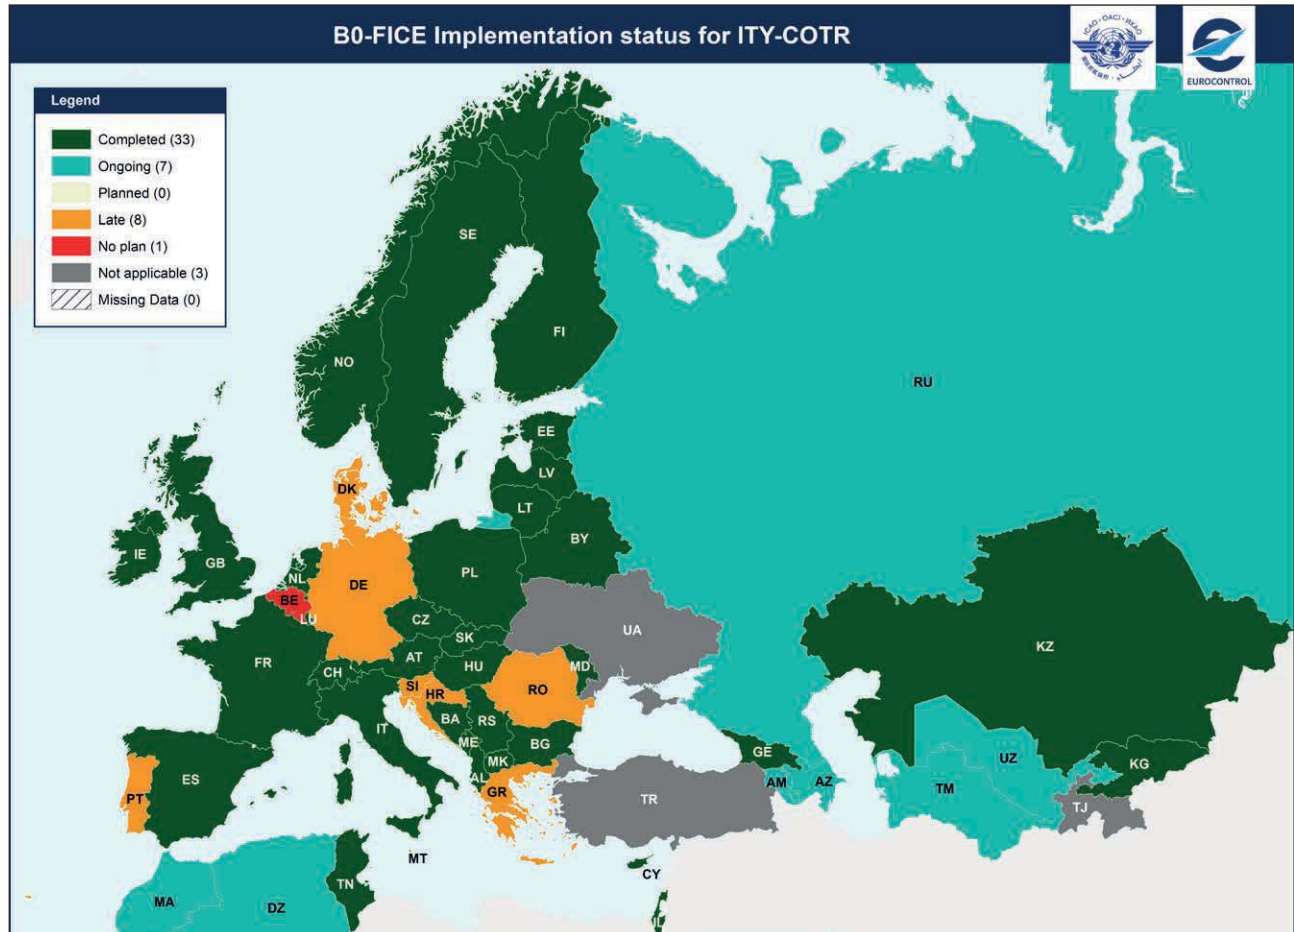 B0-FICE Implementation status for ITY-COTR
EUROCONTROL
Legend
Completed (33)
Ongoing (7)
Planned (0)
Late (8)
No plan (1)
Not applicable (3)
Missing Data (0)
SE
FI
NO
RU
EE
LV
DK
LT
IE
GB
BY
NL
DE
PL
BE
LU
CZ
UA
SK
FR
AT
KZ
CH
HU
MD
SI
HR
RO
IT
BA
RS
ME
BG
GE
UZ
KG
MK
ES
AL
AM
AZ
TM
PT
GR
TR
TJ
MT
CY
TN
MA
DZ
IL